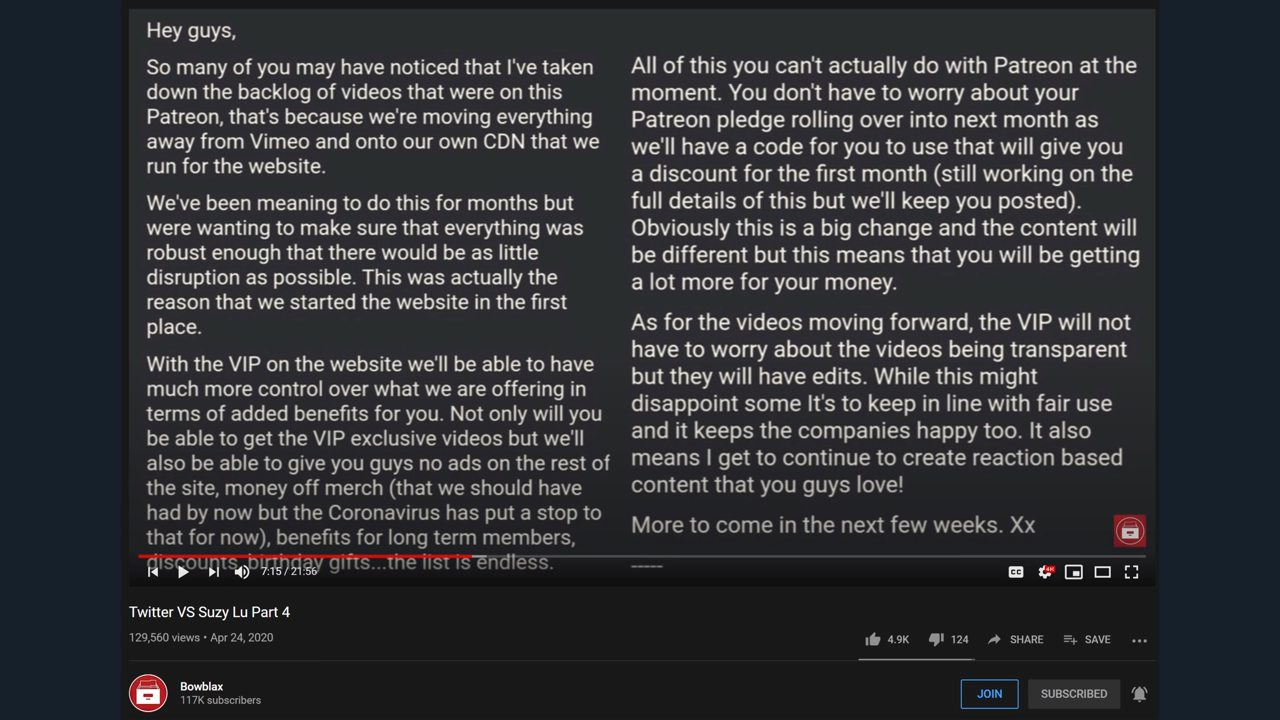 Hey guys,
So many of you may have noticed that I've taken
down the backlog of videos that were on this
Patreon, that's because we're moving everything
away from Vimeo and onto our own CDN that we
run for the website.
We've been meaning to do this for months but
were wanting to make sure that everything was
robust enough that there would be as little
disruption as possible. This was actually the
reason that we started the website in the first
place.
With the VIP on the website we'll be able to have
much more control over what we are offering in
terms of added benefits for you. Not only will you
be able to get the VIP exclusive videos but we'll
also be able to give you guys no ads on the rest of
the site, money off merch (that we should have
had by now but the Coronavirus has put a stop to
that for now), benefits for long term members,
discounts, birthday gifts...the list is endless.
All of this you can't actually do with Patreon at the
moment. You don't have to worry about your
Patreon pledge rolling over into next month as
we'll have a code for you to use that will give you
a discount for the first month (still working on the
full details of this but we'll keep you posted).
Obviously this is a big change and the content will
be different but this means that you will be getting
a lot more for your money.
As for the videos moving forward, the VIP will not
have to worry about the videos being transparent
but they will have edits. While this might
disappoint some It's to keep in line with fair use
and it keeps the companies happy too. It also
means I get to continue to create reaction based
content that you guys love!
More to come in the next few weeks. Xx
-----
7:15 / 21:56
CC
Twitter VS Suzy Lu Part 4
129,560 views • Apr 24, 2020
4.9K
124
SHARE
SAVE
Bowblax
117K subscribers
JOIN
SUBSCRIBED